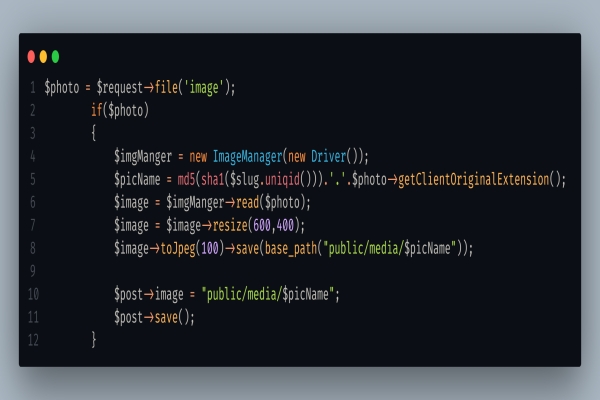 1 $photo = $request->file('image');
2 if($photo)
3 {
4 $imgManger = new ImageManager(new Driver());
5 $picName = md5(sha1($slug.uniqid())).'.'.$photo->getClientOriginalExtension();
6 $image = $imgManger->read($photo);
7 $image = $image->resize(600,400);
8 $image->toJpeg(100)->save(base_path("public/media/$picName"));
9
10 $post->image = "public/media/$picName";
11 $post->save();
12 }